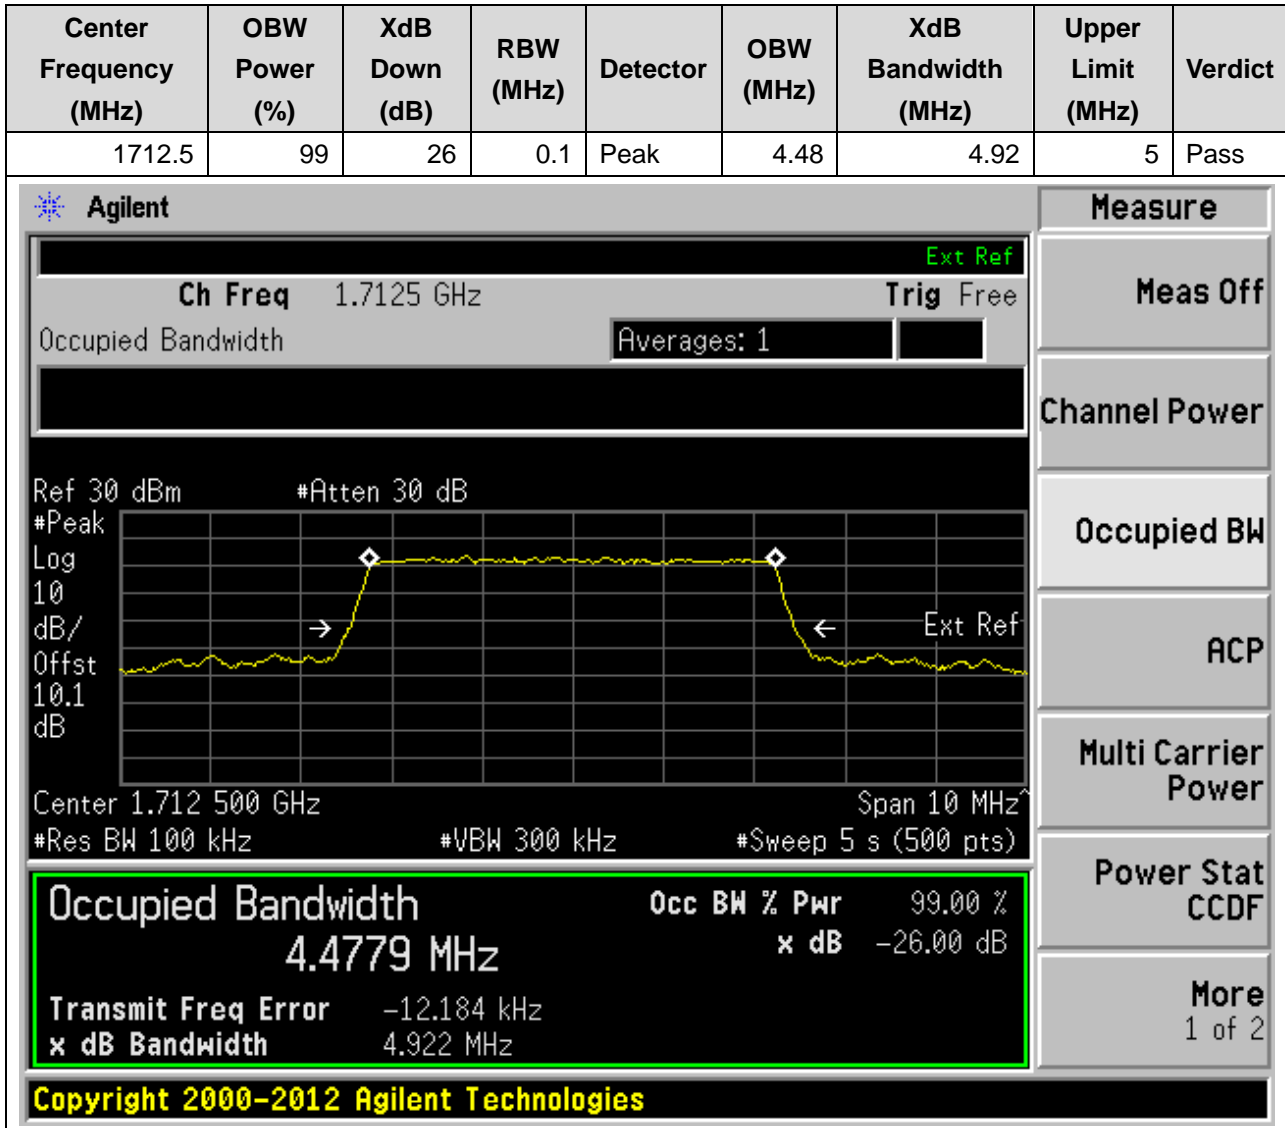 Center Frequency (MHz) OBW Power (%) XdB Down (dB) RBW (MHz) Detector OBW (MHz) XdB Bandwidth (MHz) Upper Limit (MHz) Verdict
1712.5 99 26 0.1 Peak 4.48 4.92 5 Pass
Agilent
Measure
Ext Ref
Ch Freq 1.7125 GHz Trig Free
Meas Off
Occupied Bandwidth Averages: 1
Channel Power
Ref 30 dBm #Atten 30 dB
#Peak
Log
10
dB/
Offst
10.1
dB
Ext Ref
Occupied BW
ACP
Center 1.712 500 GHz Span 10 MHz^
#Res BW 100 kHz #VBW 300 kHz #Sweep 5 s (500 pts)
Multi Carrier
Power
Occupied Bandwidth
4.4779 MHz
Occ BW % Pwr 99.00 %
x dB -26.00 dB
Power Stat
CCDF
Transmit Freq Error -12.184 kHz
x dB Bandwidth 4.922 MHz
More
1 of 2
Copyright 2000-2012 Agilent Technologies